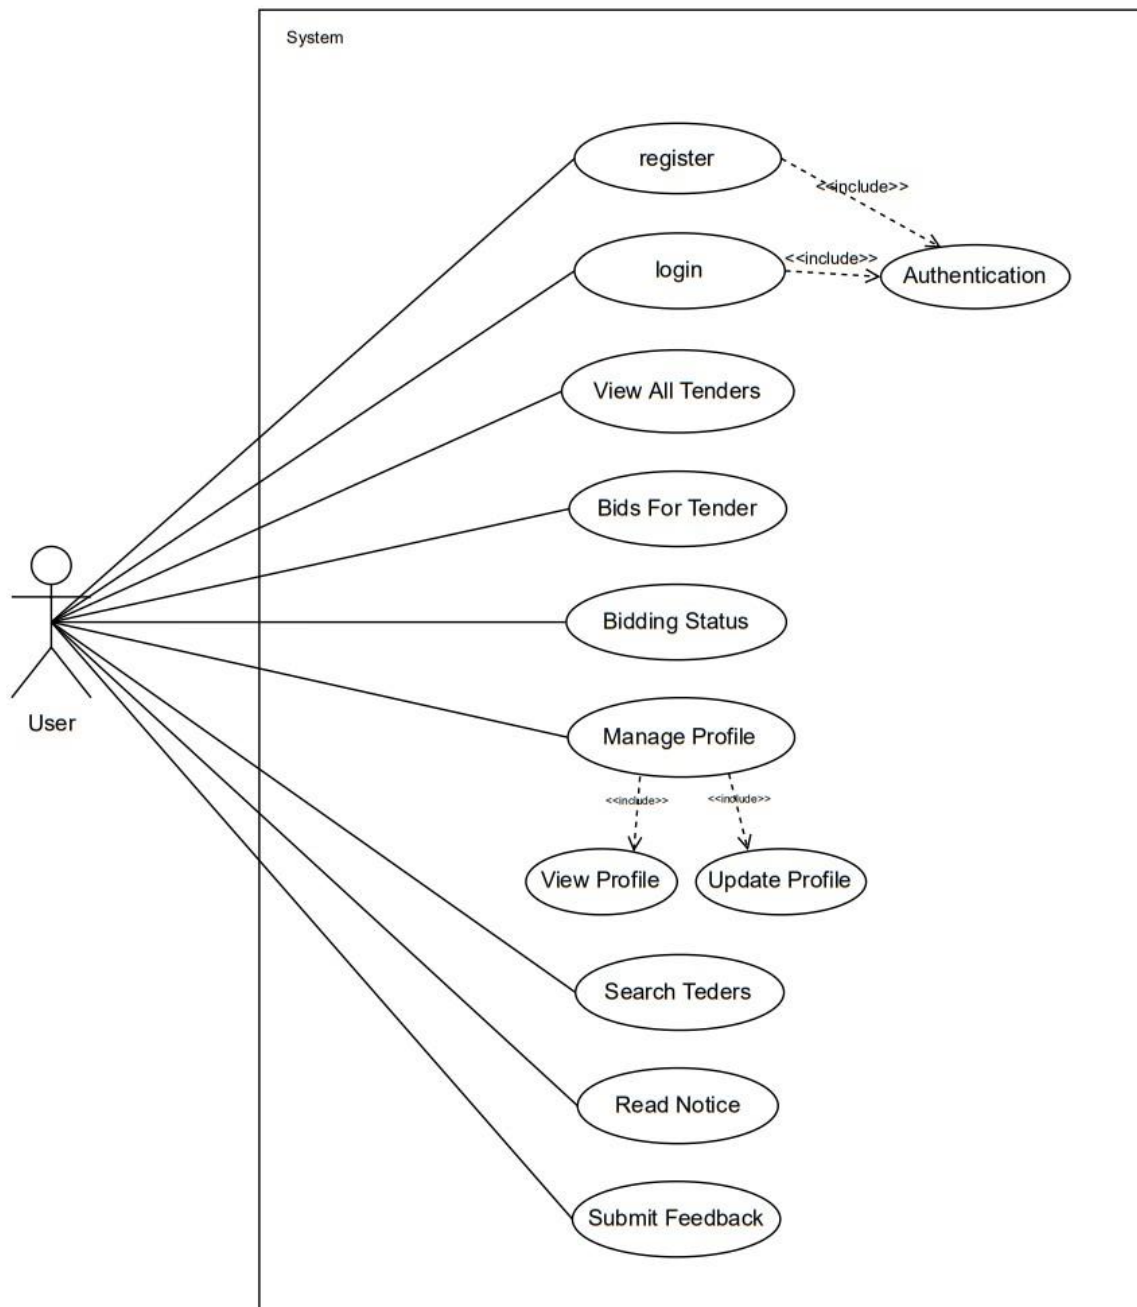 System
register
<<include>>
login
<<include>>
Authentication
View All Tenders
Bids For Tender
Bidding Status
User
Manage Profile
<<include>>
<<include>>
View Profile
Update Profile
Search Teders
Read Notice
Submit Feedback